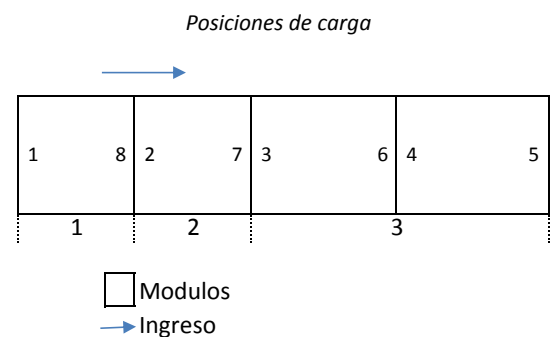 Posiciones de carga
1 8 2 7 3 6 4 5
1 2 3
Modulos
Ingreso